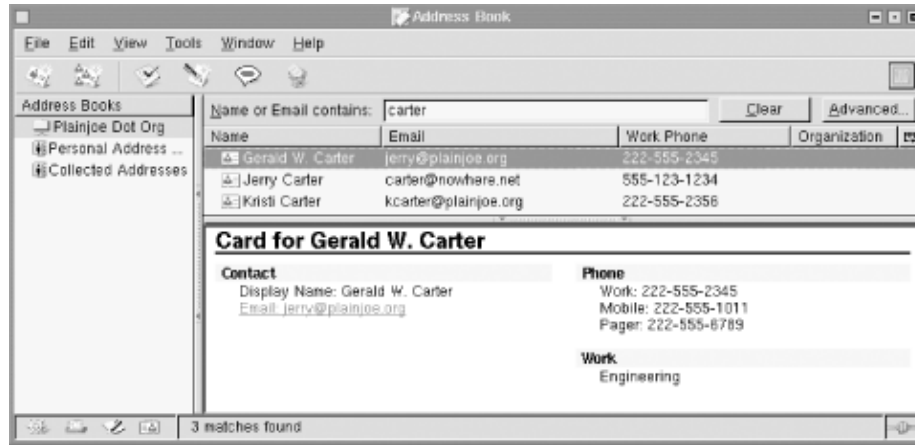 Address Book
File Edit View Tools Window Help
Address Books
Plainjoe Dot Org
Personal Address ...
Collected Addresses
Name or Email contains: carter Clear Advanced...
Name Email Work Phone Organization
Gerald W. Carter jerry@plainjoe.org 222-555-2345
Jerry Carter carter@nowhere.net 555-123-1234
Kristi Carter kcarter@plainjoe.org 222-555-2356
Card for Gerald W. Carter
Contact
Display Name: Gerald W. Carter
Email: jerry@plainjoe.org
Phone
Work: 222-555-2345
Mobile: 222-555-1011
Pager: 222-555-6789
Work
Engineering
3 matches found